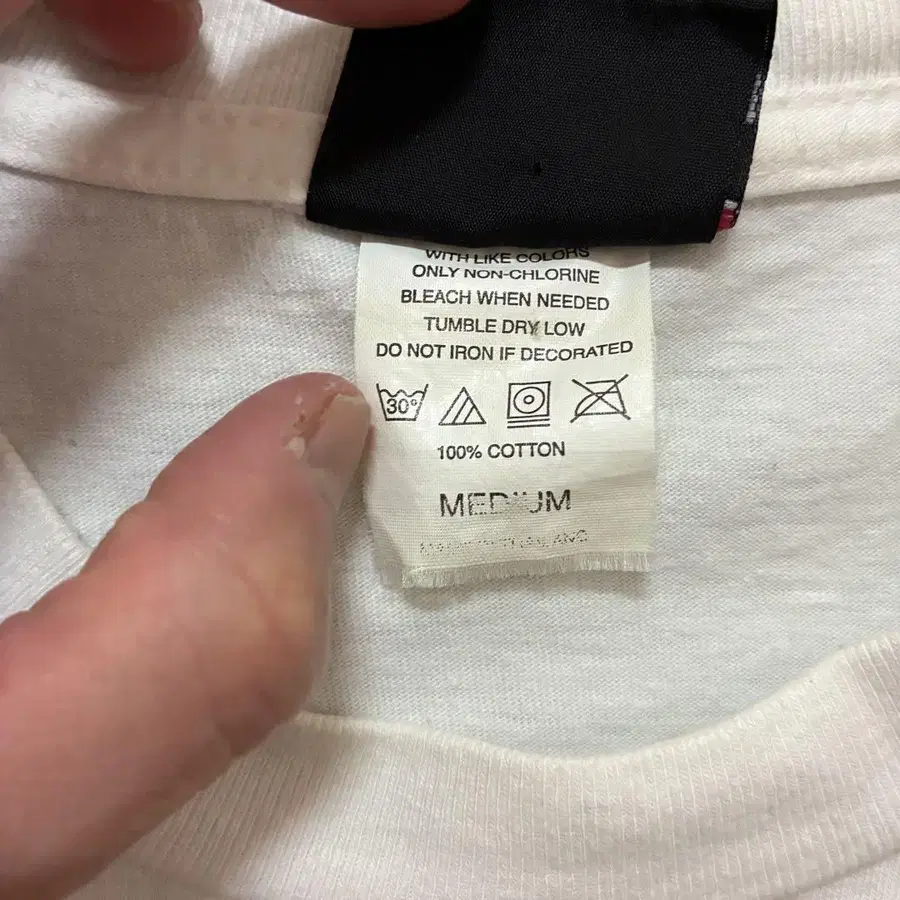 WITH LIKE COLORS
ONLY NON-CHLORINE
BLEACH WHEN NEEDED
TUMBLE DRY LOW
DO NOT IRON IF DECORATED
30°
100% COTTON
MEDIUM